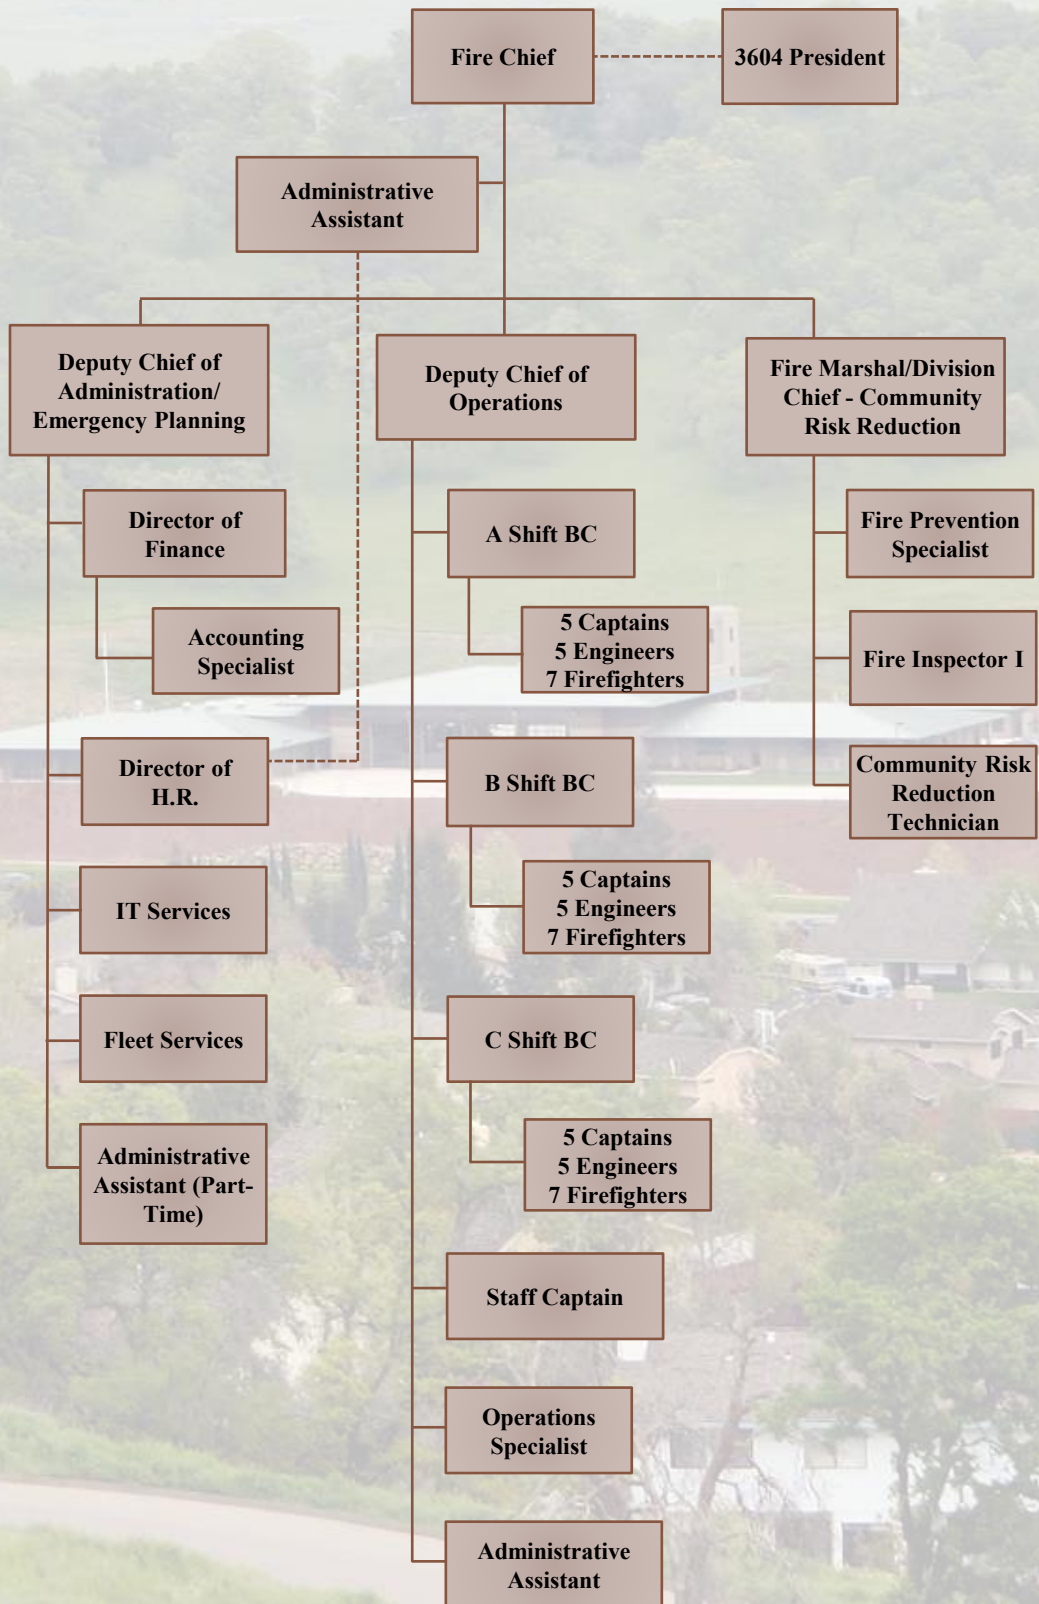 Fire Chief
3604 President
Administrative
Assistant
Deputy Chief of
Administration/
Emergency Planning
Director of
Finance
Accounting
Specialist
Director of
H.R.
IT Services
Fleet Services
Administrative
Assistant (Part-
Time)
Deputy Chief of
Operations
A Shift BC
5 Captains
5 Engineers
7 Firefighters
B Shift BC
5 Captains
5 Engineers
7 Firefighters
C Shift BC
5 Captains
5 Engineers
7 Firefighters
Staff Captain
Operations
Specialist
Administrative
Assistant
Fire Marshal/Division
Chief - Community
Risk Reduction
Fire Prevention
Specialist
Fire Inspector I
Community Risk
Reduction
Technician